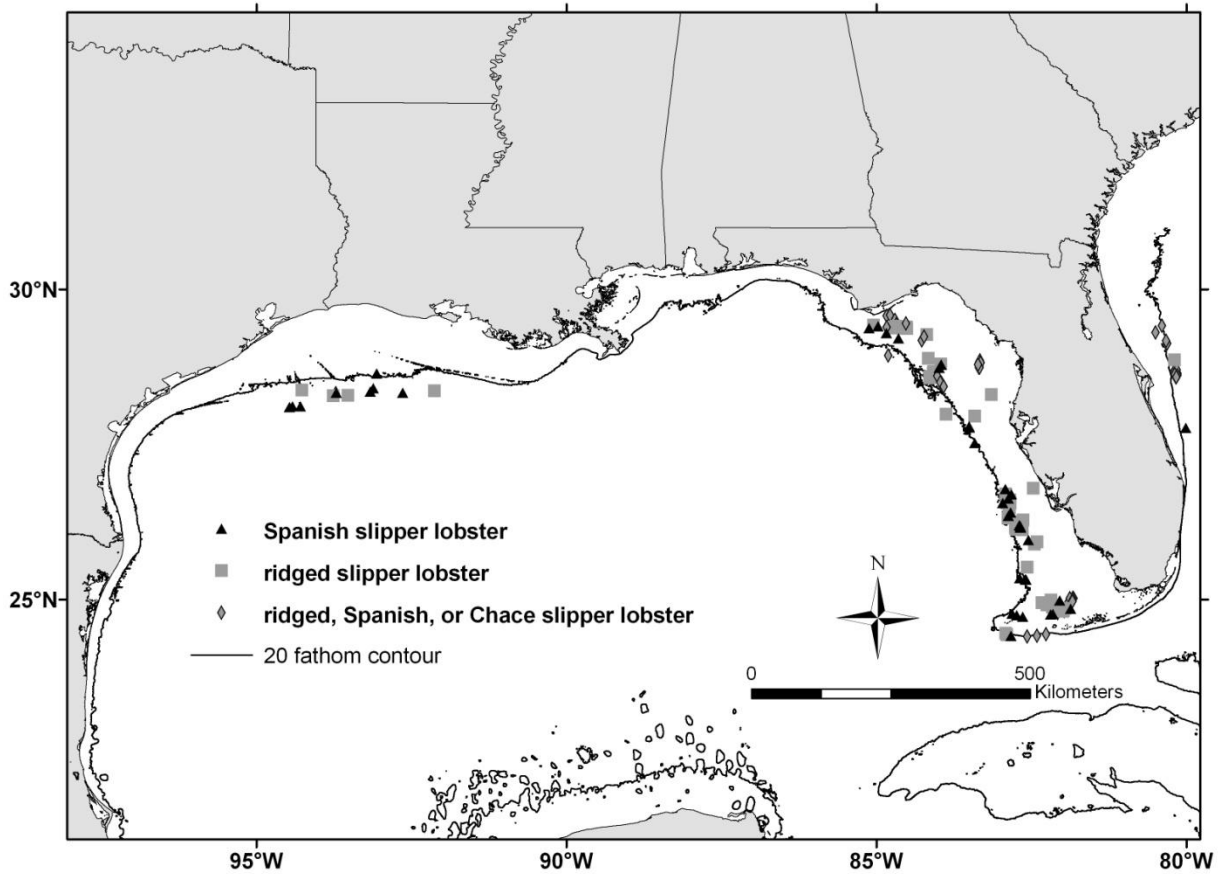 30°N
25°N
Spanish slipper lobster
ridged slipper lobster
ridged, Spanish, or Chace slipper lobster
20 fathom contour
N
0 500
Kilometers
95°W 90°W 85°W 80°W